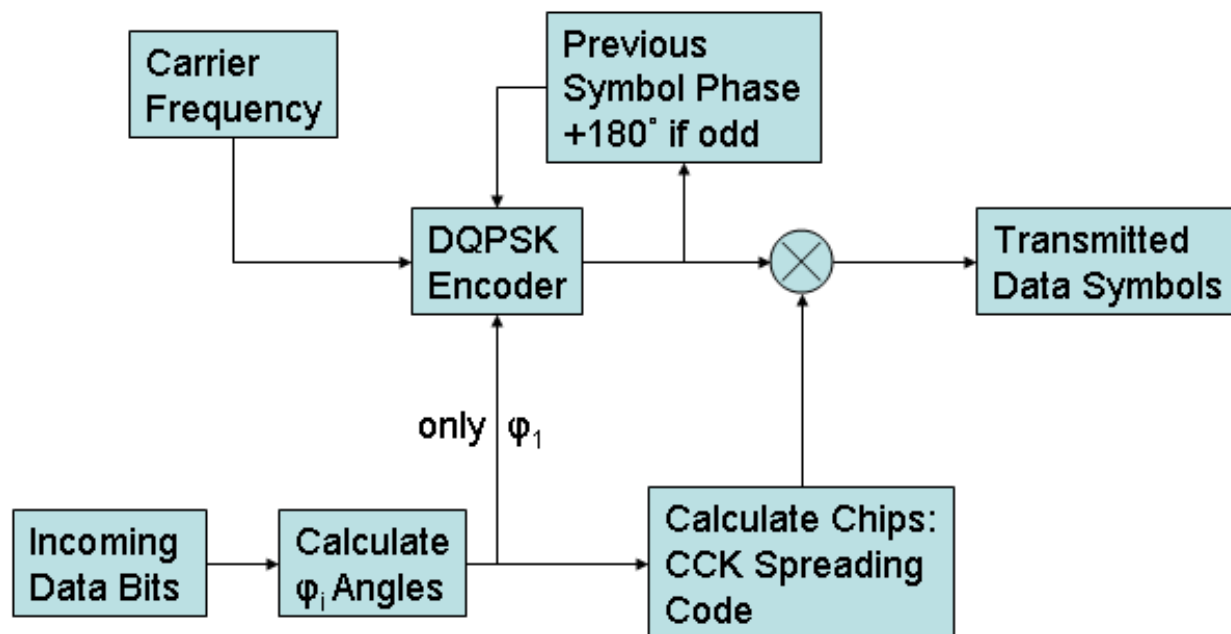 Carrier
Frequency
Previous
Symbol Phase
+180° if odd
DQPSK
Encoder
Transmitted
Data Symbols
only φ₁
Incoming
Data Bits
Calculate
φᵢ Angles
Calculate Chips:
CCK Spreading
Code